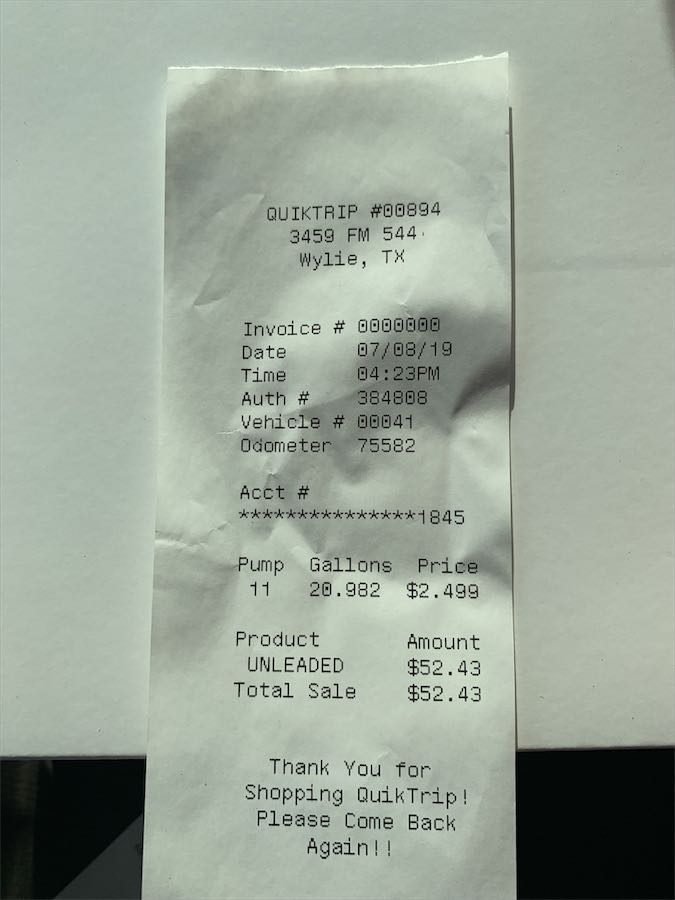 QUIKTRIP #00894
3459 FM 544
Wylie, TX
Invoice # 0000000
Date 07/08/19
Time 04:23PM
Auth # 384808
Vehicle # 00041
Odometer 75582
Acct #
***************1845
Pump Gallons Price
11 20.982 $2.499
Product Amount
UNLEADED $52.43
Total Sale $52.43
Thank You for
Shopping QuikTrip!
Please Come Back
Again!!